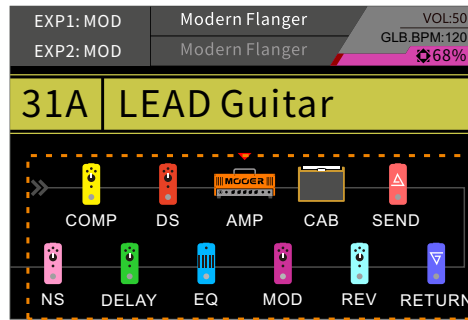 EXP1: MOD
Modern Flanger
VOL:50
EXP2: MOD
Modern Flanger
GLB.BPM:120
68%
31A
LEAD Guitar
MOOER
COMP
DS
AMP
CAB
SEND
NS
DELAY
EQ
MOD
REV
RETURN